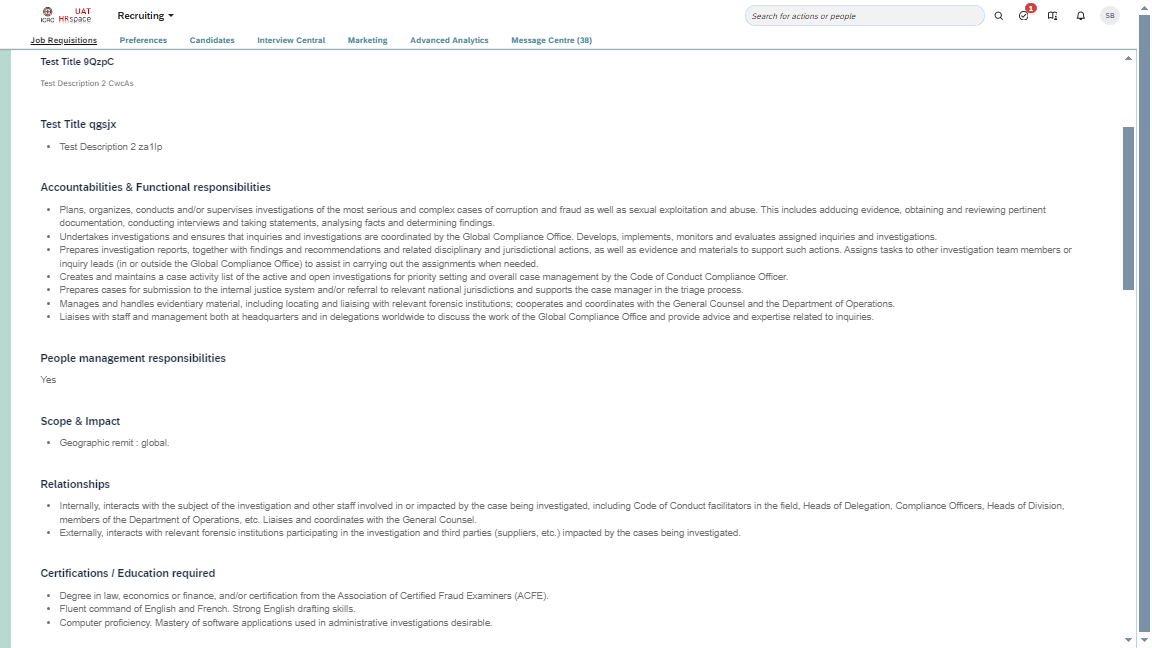 ICRC
UAT
HRspace
Recruiting
Search for actions or people
1
SB
Job Requisitions
Preferences
Candidates
Interview Central
Marketing
Advanced Analytics
Message Centre (38)
Test Title 9QzpC
Test Description 2 CwcAs
Test Title qgsjx
• Test Description 2 za1lp
Accountabilities & Functional responsibilities
• Plans, organizes, conducts and/or supervises investigations of the most serious and complex cases of corruption and fraud as well as sexual exploitation and abuse. This includes adducing evidence, obtaining and reviewing pertinent
documentation, conducting interviews and taking statements, analysing facts and determining findings.
• Undertakes investigations and ensures that inquiries and investigations are coordinated by the Global Compliance Office. Develops, implements, monitors and evaluates assigned inquiries and investigations.
• Prepares investigation reports, together with findings and recommendations and related disciplinary and jurisdictional actions, as well as evidence and materials to support such actions. Assigns tasks to other investigation team members or
inquiry leads (in or outside the Global Compliance Office) to assist in carrying out the assignments when needed.
• Creates and maintains a case activity list of the active and open investigations for priority setting and overall case management by the Code of Conduct Compliance Officer.
• Prepares cases for submission to the internal justice system and/or referral to relevant national jurisdictions and supports the case manager in the triage process.
• Manages and handles evidentiary material, including locating and liaising with relevant forensic institutions; cooperates and coordinates with the General Counsel and the Department of Operations.
• Liaises with staff and management both at headquarters and in delegations worldwide to discuss the work of the Global Compliance Office and provide advice and expertise related to inquiries.
People management responsibilities
Yes
Scope & Impact
• Geographic remit : global.
Relationships
• Internally, interacts with the subject of the investigation and other staff involved in or impacted by the case being investigated, including Code of Conduct facilitators in the field, Heads of Delegation, Compliance Officers, Heads of Division,
members of the Department of Operations, etc. Liaises and coordinates with the General Counsel.
• Externally, interacts with relevant forensic institutions participating in the investigation and third parties (suppliers, etc.) impacted by the cases being investigated.
Certifications / Education required
• Degree in law, economics or finance, and/or certification from the Association of Certified Fraud Examiners (ACFE).
• Fluent command of English and French. Strong English drafting skills.
• Computer proficiency. Mastery of software applications used in administrative investigations desirable.